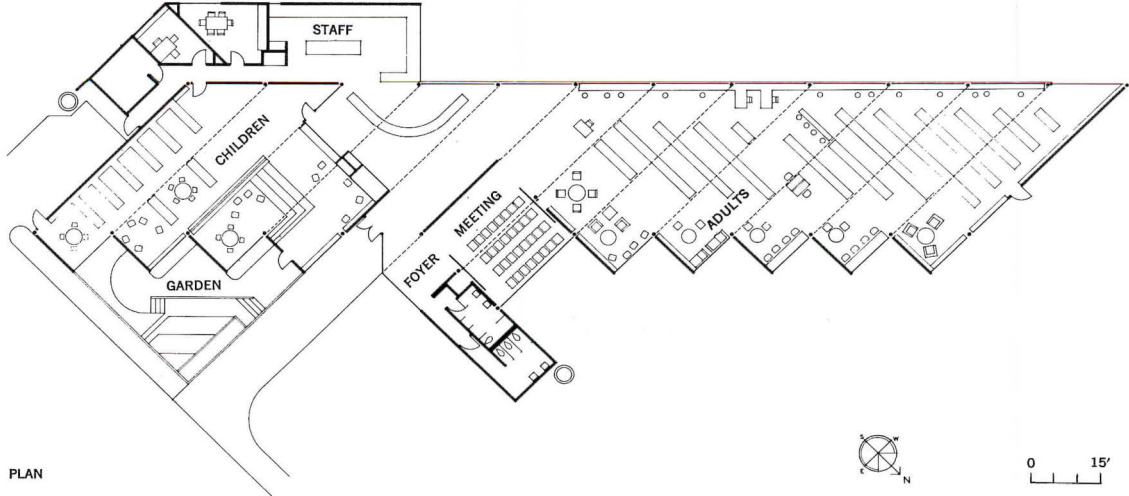 STAFF
CHILDREN
MEETING
ADULTS
FOYER
GARDEN
PLAN
S W
E N
0 15'